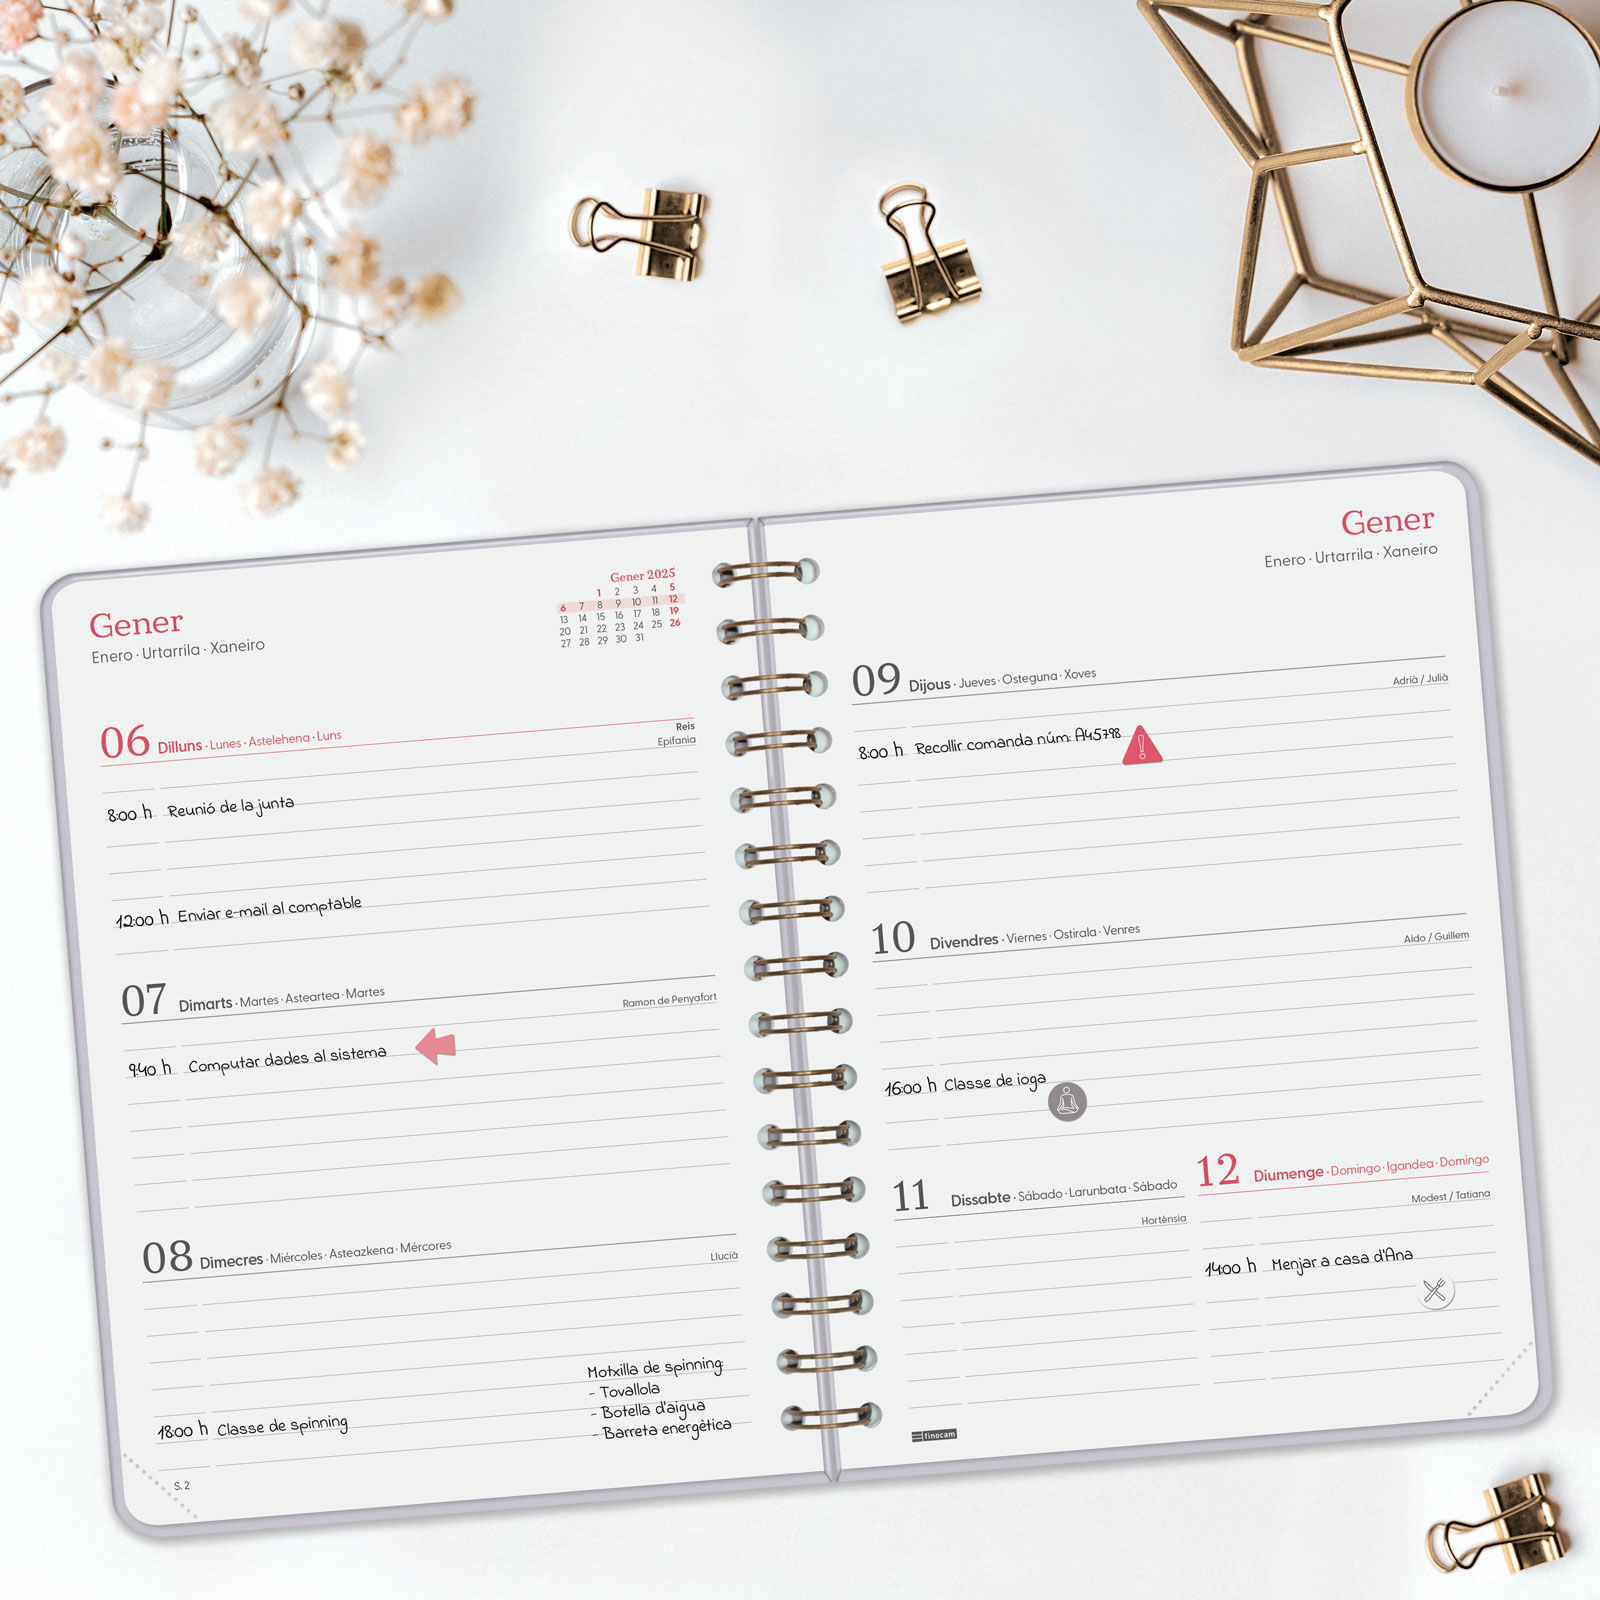 Gener
Enero · Urtarrila · Xaneiro
Gener 2025
1 2 3 4 5
6 7 8 9 10 11 12
13 14 15 16 17 18 19
20 21 22 23 24 25 26
27 28 29 30 31
06 Dilluns · Lunes · Astelehena · Luns
Reis
Epifania
8:00 h Reunió de la junta
12:00 h Enviar e-mail al comptable
07 Dimarts · Martes · Asteartea · Martes
Ramon de Penyafort
9:40 h Computar dades al sistema
08 Dimecres · Miércoles · Asteazkena · Mércores
Llucià
Motxilla de spinning:
- Tovallola
- Botella d'aigua
- Barreta energètica
18:00 h Classe de spinning
S. 2
Gener
Enero · Urtarrila · Xaneiro
09 Dijous · Jueves · Osteguna · Xoves
Adrià / Julià
8:00 h Recollir comanda núm: A45798
10 Divendres · Viernes · Ostirala · Venres
Aldo / Guillem
16:00 h Classe de ioga
11 Dissabte · Sábado · Larunbata · Sábado
Hortènsia
12 Diumenge · Domingo · Igandea · Domingo
Modest / Tatiana
14:00 h Menjar a casa d'Ana
finocam